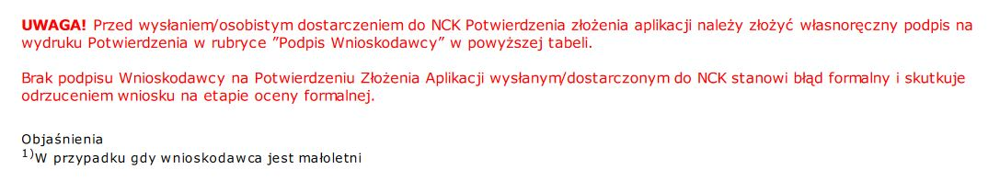 UWAGA! Przed wysłaniem/osobistym dostarczeniem do NCK Potwierdzenia złożenia aplikacji należy złożyć własnoręczny podpis na
wydruku Potwierdzenia w rubryce ”Podpis Wnioskodawcy” w powyższej tabeli.
Brak podpisu Wnioskodawcy na Potwierdzeniu Złożenia Aplikacji wysłanym/dostarczonym do NCK stanowi błąd formalny i skutkuje
odrzuceniem wniosku na etapie oceny formalnej.
Objaśnienia
1)W przypadku gdy wnioskodawca jest małoletni